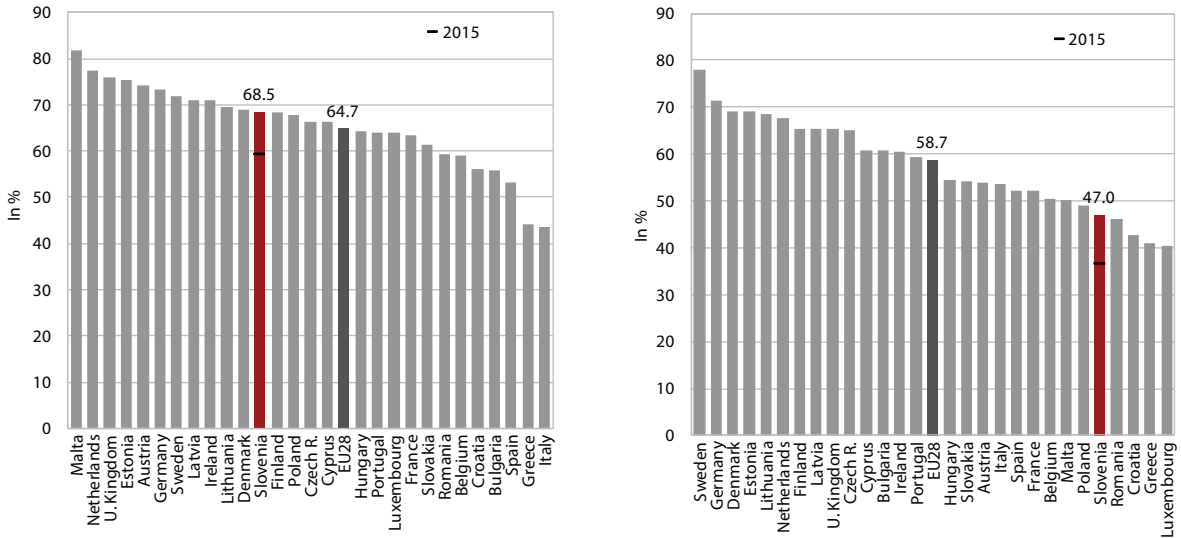 90
80
70
60
50
40
30
20
10
0
In %
2015
68.5
64.7
Malta
Netherlands
U. Kingdom
Estonia
Austria
Germany
Sweden
Latvia
Ireland
Lithuania
Denmark
Slovenia
Finland
Poland
Czech R.
Cyprus
EU28
Hungary
Portugal
Luxembourg
France
Slovakia
Romania
Belgium
Croatia
Bulgaria
Spain
Greece
Italy
90
80
70
60
50
40
30
20
10
0
In %
2015
58.7
47.0
Sweden
Germany
Denmark
Estonia
Lithuania
Netherlands
Finland
Latvia
U. Kingdom
Czech R.
Cyprus
Bulgaria
Ireland
Portugal
EU28
Hungary
Slovakia
Austria
Italy
Spain
France
Belgium
Malta
Poland
Slovenia
Romania
Croatia
Greece
Luxembourg